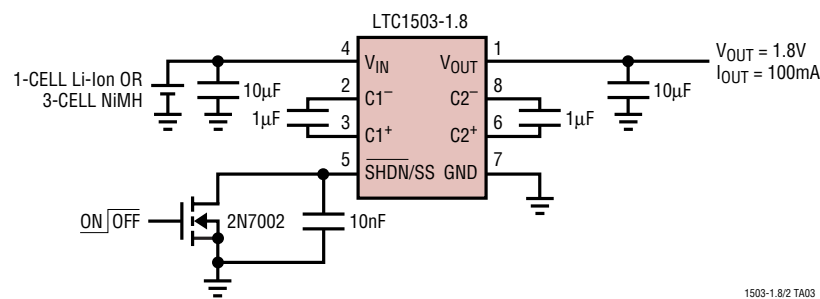 LTC1503-1.8
1-CELL Li-Ion OR
3-CELL NiMH
10µF
1µF
4
VIN
2
C1–
3
C1+
5
SHDN/SS
VOUT
1
C2–
8
C2+
6
GND
7
1µF
10µF
VOUT = 1.8V
IOUT = 100mA
ON OFF
2N7002
10nF
1503-1.8/2 TA03